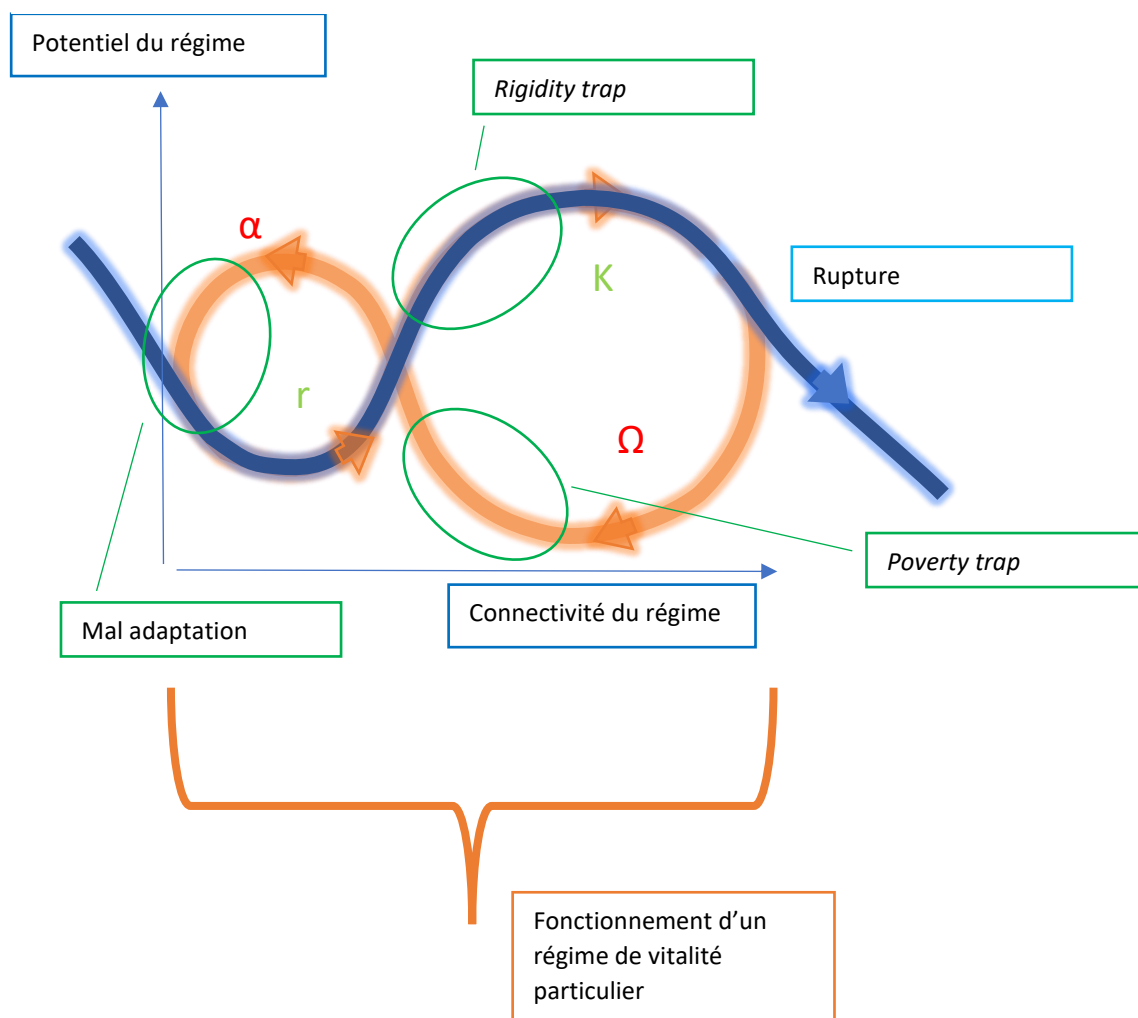 Potentiel du régime
Rigidity trap
α
K
Rupture
r
Ω
Poverty trap
Connectivité du régime
Mal adaptation
Fonctionnement d’un
régime de vitalité
particulier